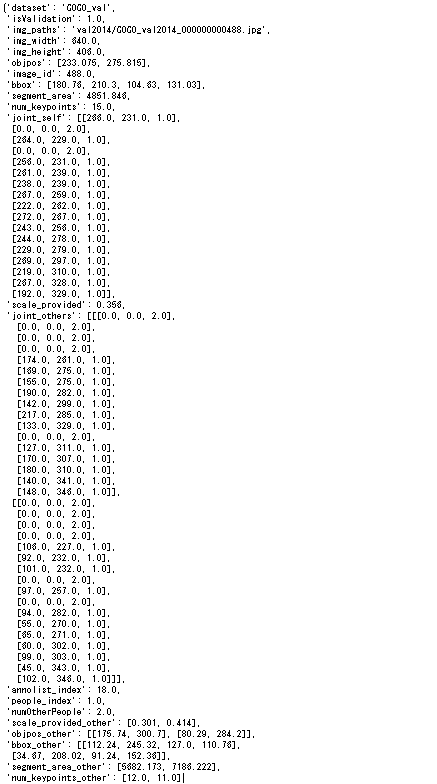 {'dataset': 'COCO_val',
'isValidation': 1.0,
'img_paths': 'val2014/COCO_val2014_000000000488.jpg',
'img_width': 640.0,
'img_height': 406.0,
'objpos': [233.075, 275.815],
'image_id': 488.0,
'bbox': [180.76, 210.3, 104.63, 131.03],
'segment_area': 4851.846,
'num_keypoints': 15.0,
'joint_self': [[266.0, 231.0, 1.0],
[0.0, 0.0, 2.0],
[264.0, 229.0, 1.0],
[0.0, 0.0, 2.0],
[256.0, 231.0, 1.0],
[261.0, 239.0, 1.0],
[238.0, 239.0, 1.0],
[267.0, 259.0, 1.0],
[222.0, 262.0, 1.0],
[272.0, 267.0, 1.0],
[243.0, 256.0, 1.0],
[244.0, 278.0, 1.0],
[229.0, 279.0, 1.0],
[269.0, 297.0, 1.0],
[219.0, 310.0, 1.0],
[267.0, 328.0, 1.0],
[192.0, 329.0, 1.0]],
'scale_provided': 0.356,
'joint_others': [[[0.0, 0.0, 2.0],
[0.0, 0.0, 2.0],
[0.0, 0.0, 2.0],
[0.0, 0.0, 2.0],
[174.0, 261.0, 1.0],
[169.0, 275.0, 1.0],
[155.0, 275.0, 1.0],
[190.0, 282.0, 1.0],
[142.0, 299.0, 1.0],
[217.0, 285.0, 1.0],
[133.0, 329.0, 1.0],
[0.0, 0.0, 2.0],
[127.0, 311.0, 1.0],
[170.0, 307.0, 1.0],
[180.0, 310.0, 1.0],
[140.0, 341.0, 1.0],
[148.0, 346.0, 1.0]],
[[0.0, 0.0, 2.0],
[0.0, 0.0, 2.0],
[0.0, 0.0, 2.0],
[106.0, 227.0, 1.0],
[92.0, 232.0, 1.0],
[101.0, 232.0, 1.0],
[0.0, 0.0, 2.0],
[97.0, 257.0, 1.0],
[0.0, 0.0, 2.0],
[94.0, 282.0, 1.0],
[55.0, 270.0, 1.0],
[65.0, 271.0, 1.0],
[60.0, 302.0, 1.0],
[99.0, 303.0, 1.0],
[45.0, 343.0, 1.0],
[102.0, 346.0, 1.0]]],
'annolist_index': 18.0,
'people_index': 1.0,
'numOtherPeople': 2.0,
'scale_provided_other': [0.301, 0.414],
'objpos_other': [[175.74, 300.7], [80.29, 284.2]],
'bbox_other': [[112.24, 245.32, 127.0, 110.76],
[34.67, 208.02, 91.24, 152.36]],
'segment_area_other': [5682.173, 7186.222],
'num_keypoints_other': [12.0, 11.0]